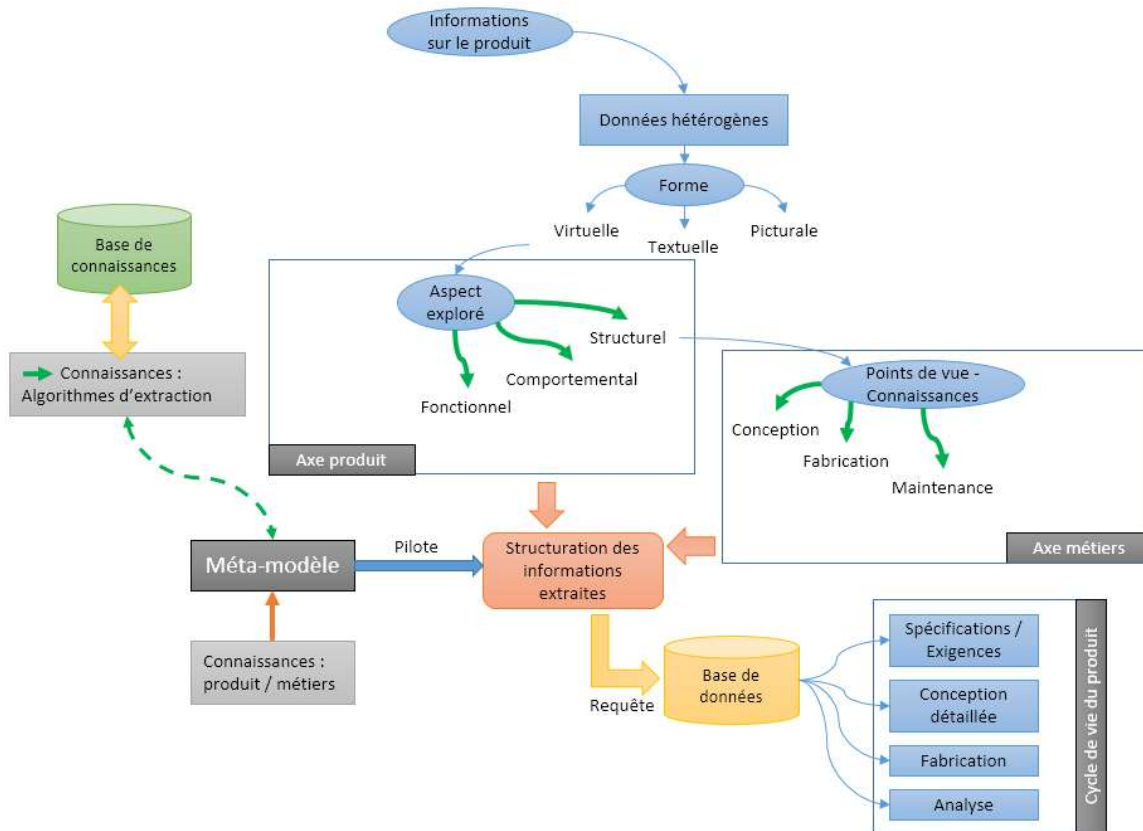 Informations
sur le produit
Données hétérogènes
Forme
Virtuelle
Textuelle
Picturale
Base de
connaissances
Aspect
exploré
Structurel
Comportemental
Fonctionnel
Axe produit
Connaissances :
Algorithmes d'extraction
Points de vue -
Connaissances
Conception
Fabrication
Maintenance
Axe métiers
Méta-modèle
Pilote
Structuration des
informations
extraites
Connaissances :
produit / métiers
Requête
Base de
données
Spécifications /
Exigences
Conception
détaillée
Fabrication
Analyse
Cycle de vie du produit